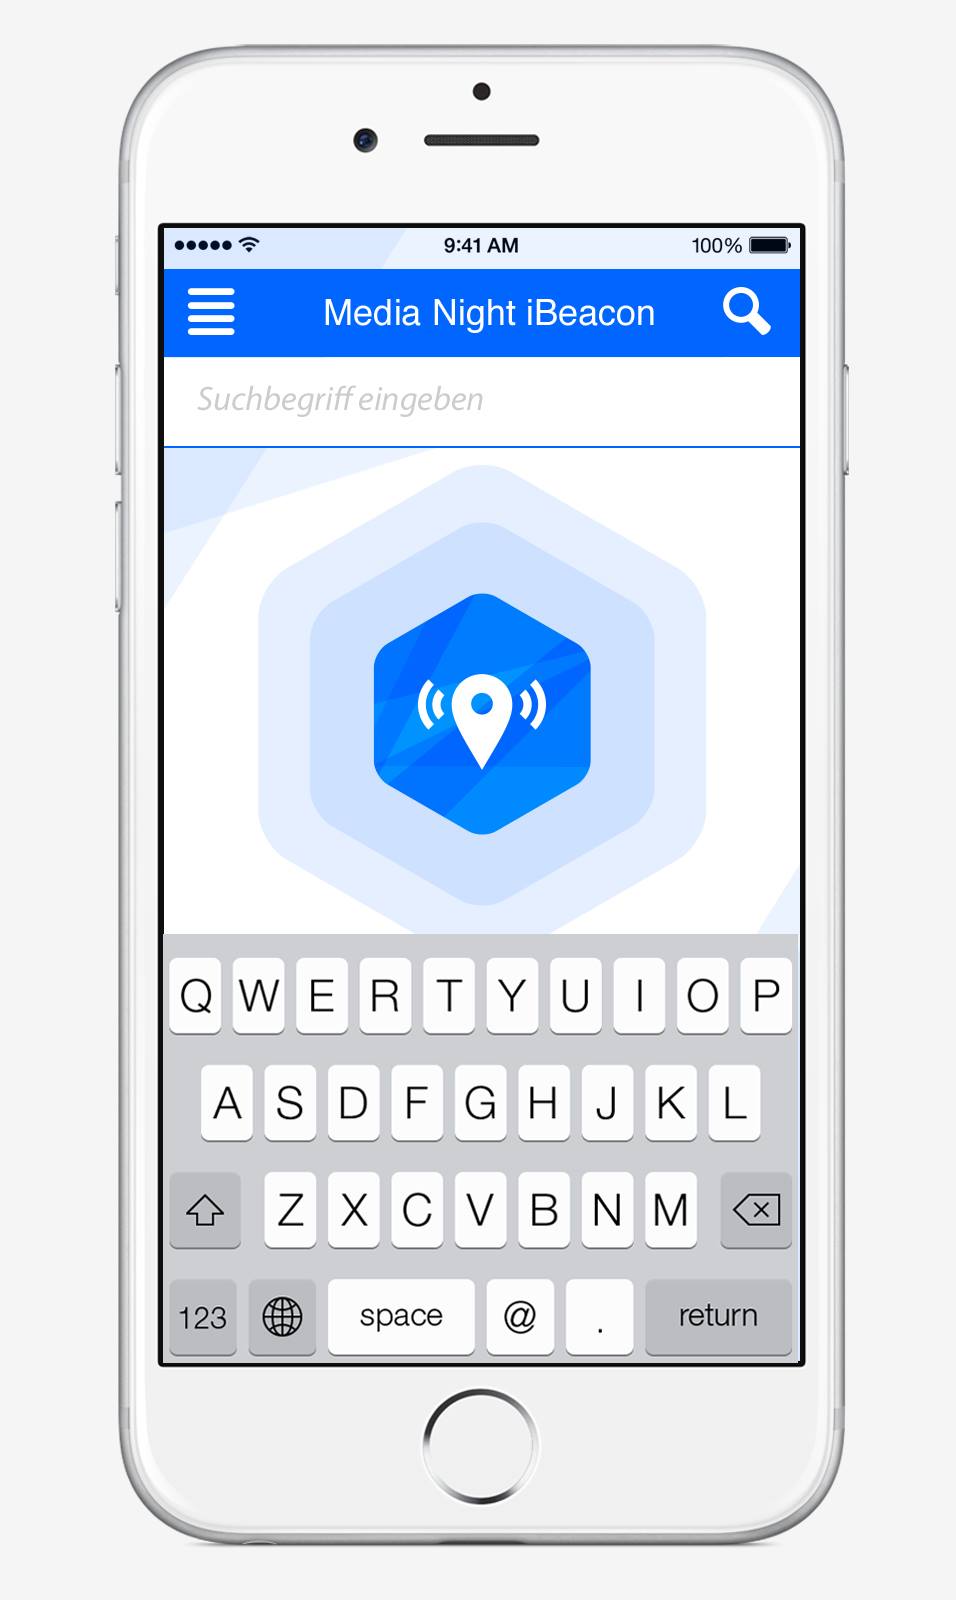 9:41 AM 100%
Media Night iBeacon
Suchbegriff eingeben
Q W E R T Y U I O P
A S D F G H J K L
Z X C V B N M
123 space @ . return